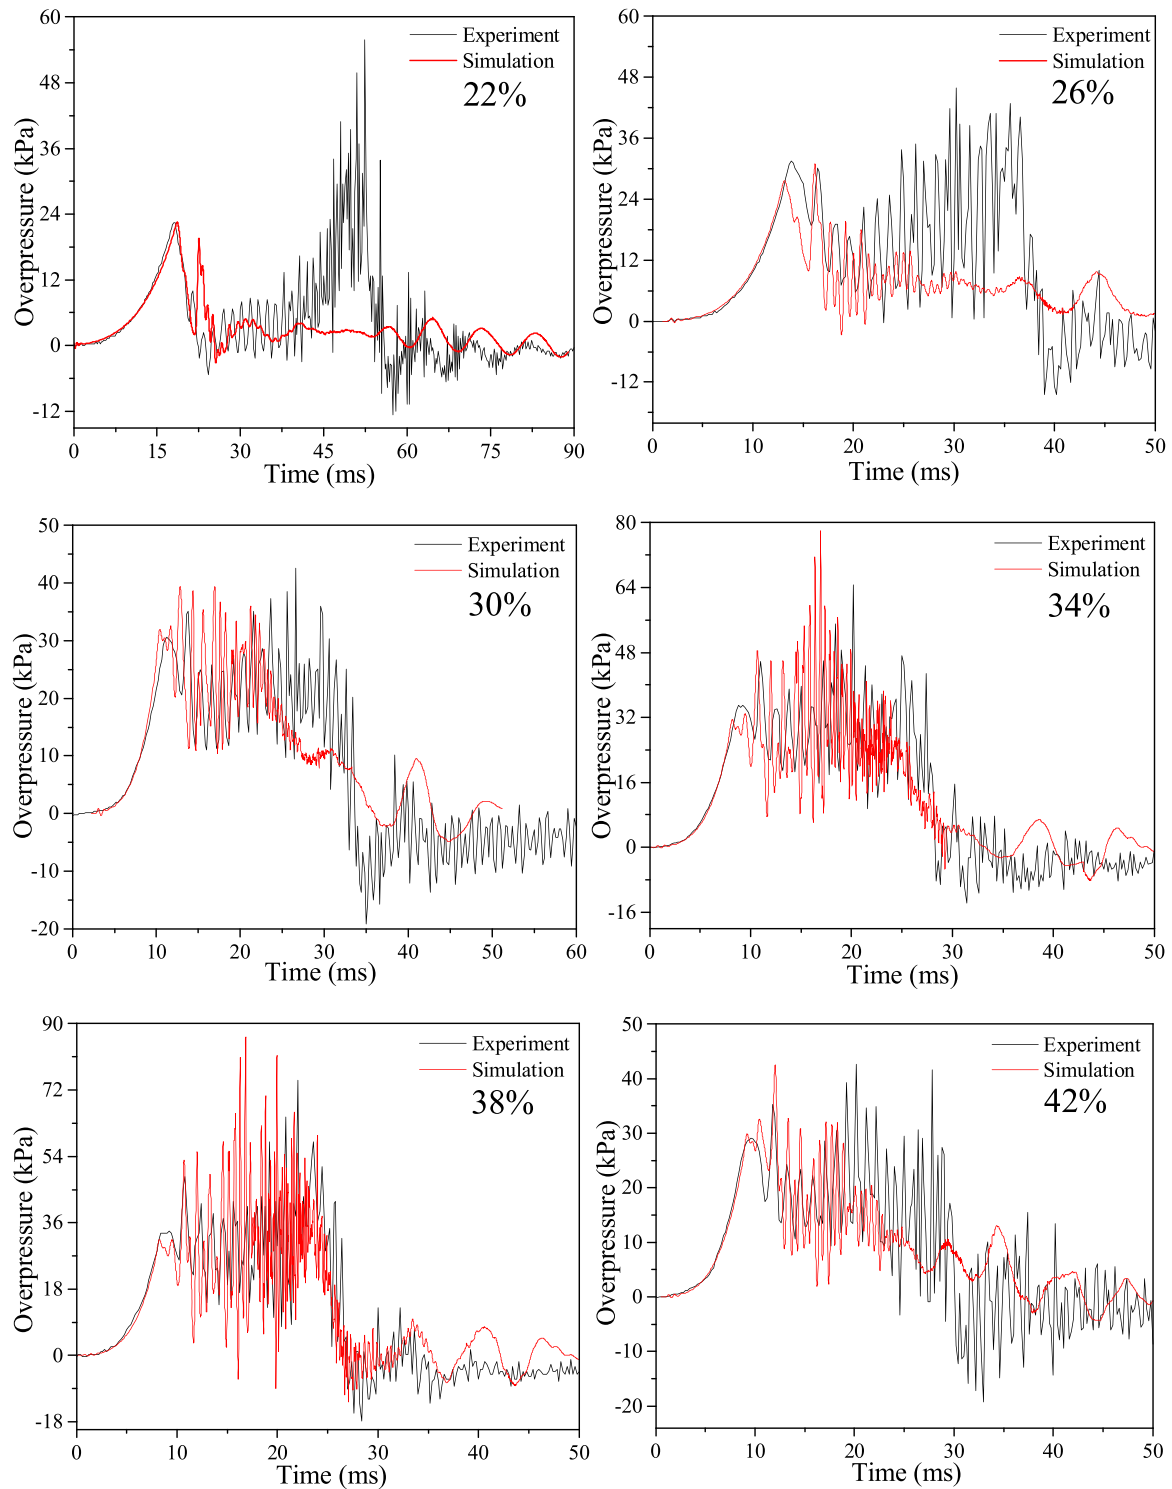 60
48
36
24
12
0
-12
Overpressure (kPa)
Experiment
Simulation
22%
0 15 30 45 60 75 90
Time (ms)
60
48
36
24
12
0
-12
Overpressure (kPa)
Experiment
Simulation
26%
0 10 20 30 40 50
Time (ms)
50
40
30
20
10
0
-10
-20
Overpressure (kPa)
Experiment
Simulation
30%
0 10 20 30 40 50 60
Time (ms)
80
64
48
32
16
0
-16
Overpressure (kPa)
Experiment
Simulation
34%
0 10 20 30 40 50
Time (ms)
90
72
54
36
18
0
-18
Overpressure (kPa)
Experiment
Simulation
38%
0 10 20 30 40 50
Time (ms)
50
40
30
20
10
0
-10
-20
Overpressure (kPa)
Experiment
Simulation
42%
0 10 20 30 40 50
Time (ms)